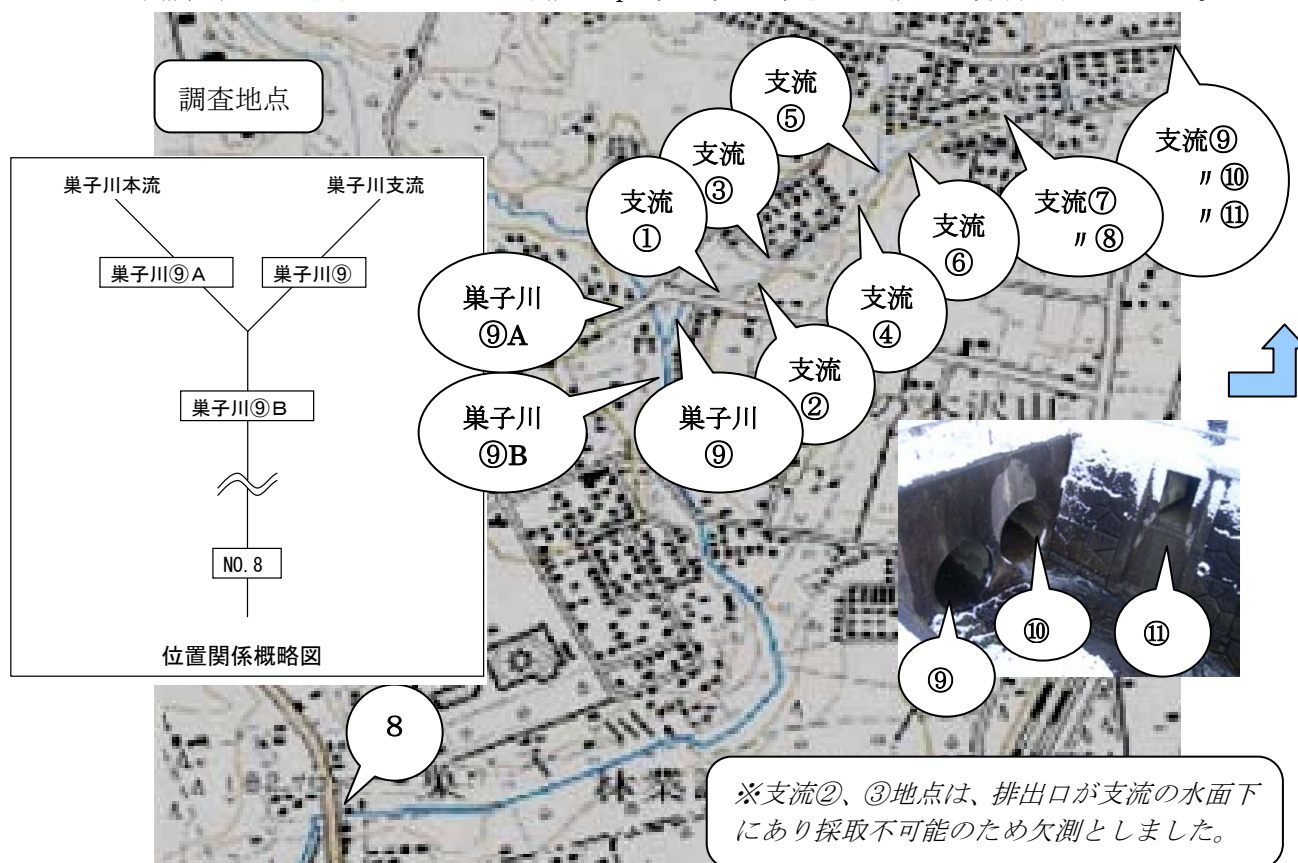 調査地点
巣子川本流
巣子川支流
巣子川⑨A
巣子川⑨
巣子川⑨B
NO.8
位置関係概略図
支流
⑤
支流
③
支流
①
支流⑨
〃⑩
〃⑪
支流⑦
〃⑧
支流
⑥
支流
④
支流
②
巣子川
⑨A
巣子川
⑨B
巣子川
⑨
沢山
⑨
⑩
⑪
8
巣
※支流②、③地点は、排出口が支流の水面下
にあり採取不可能のため欠測としました。